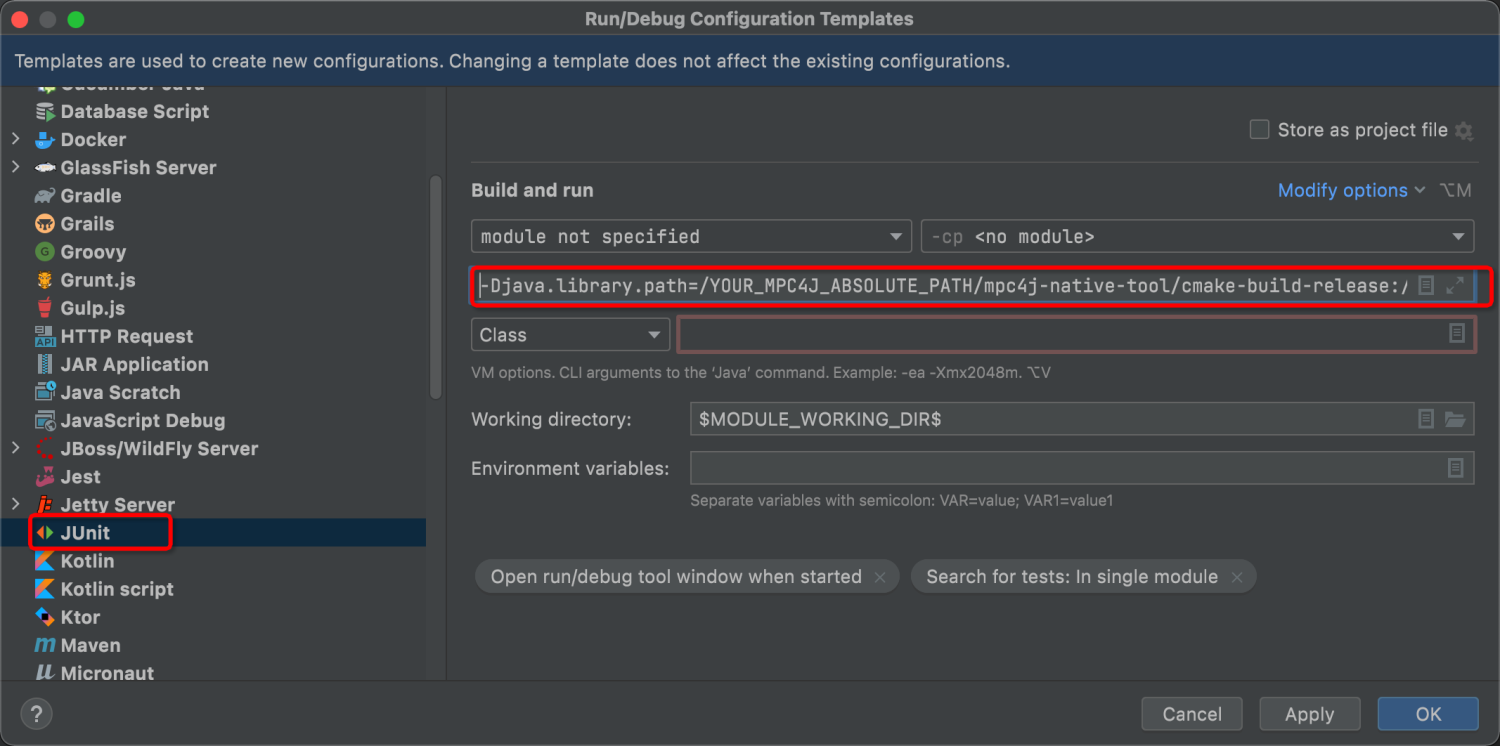 Run/Debug Configuration Templates
Templates are used to create new configurations. Changing a template does not affect the existing configurations.
Cucumber Java
Database Script
Docker
GlassFish Server
Gradle
Grails
Groovy
Grunt.js
Gulp.js
HTTP Request
JAR Application
Java Scratch
JavaScript Debug
JBoss/WildFly Server
Jest
Jetty Server
JUnit
Kotlin
Kotlin script
Ktor
Maven
Micronaut
Store as project file
Build and run
Modify options ⌥M
module not specified
-cp <no module>
-Djava.library.path=/YOUR_MPC4J_ABSOLUTE_PATH/mpc4j-native-tool/cmake-build-release:/
Class
VM options. CLI arguments to the ‘Java’ command. Example: -ea -Xmx2048m. ⌥V
Working directory: $MODULE_WORKING_DIR$
Environment variables:
Separate variables with semicolon: VAR=value; VAR1=value1
Open run/debug tool window when started ×
Search for tests: In single module ×
?
Cancel
Apply
OK